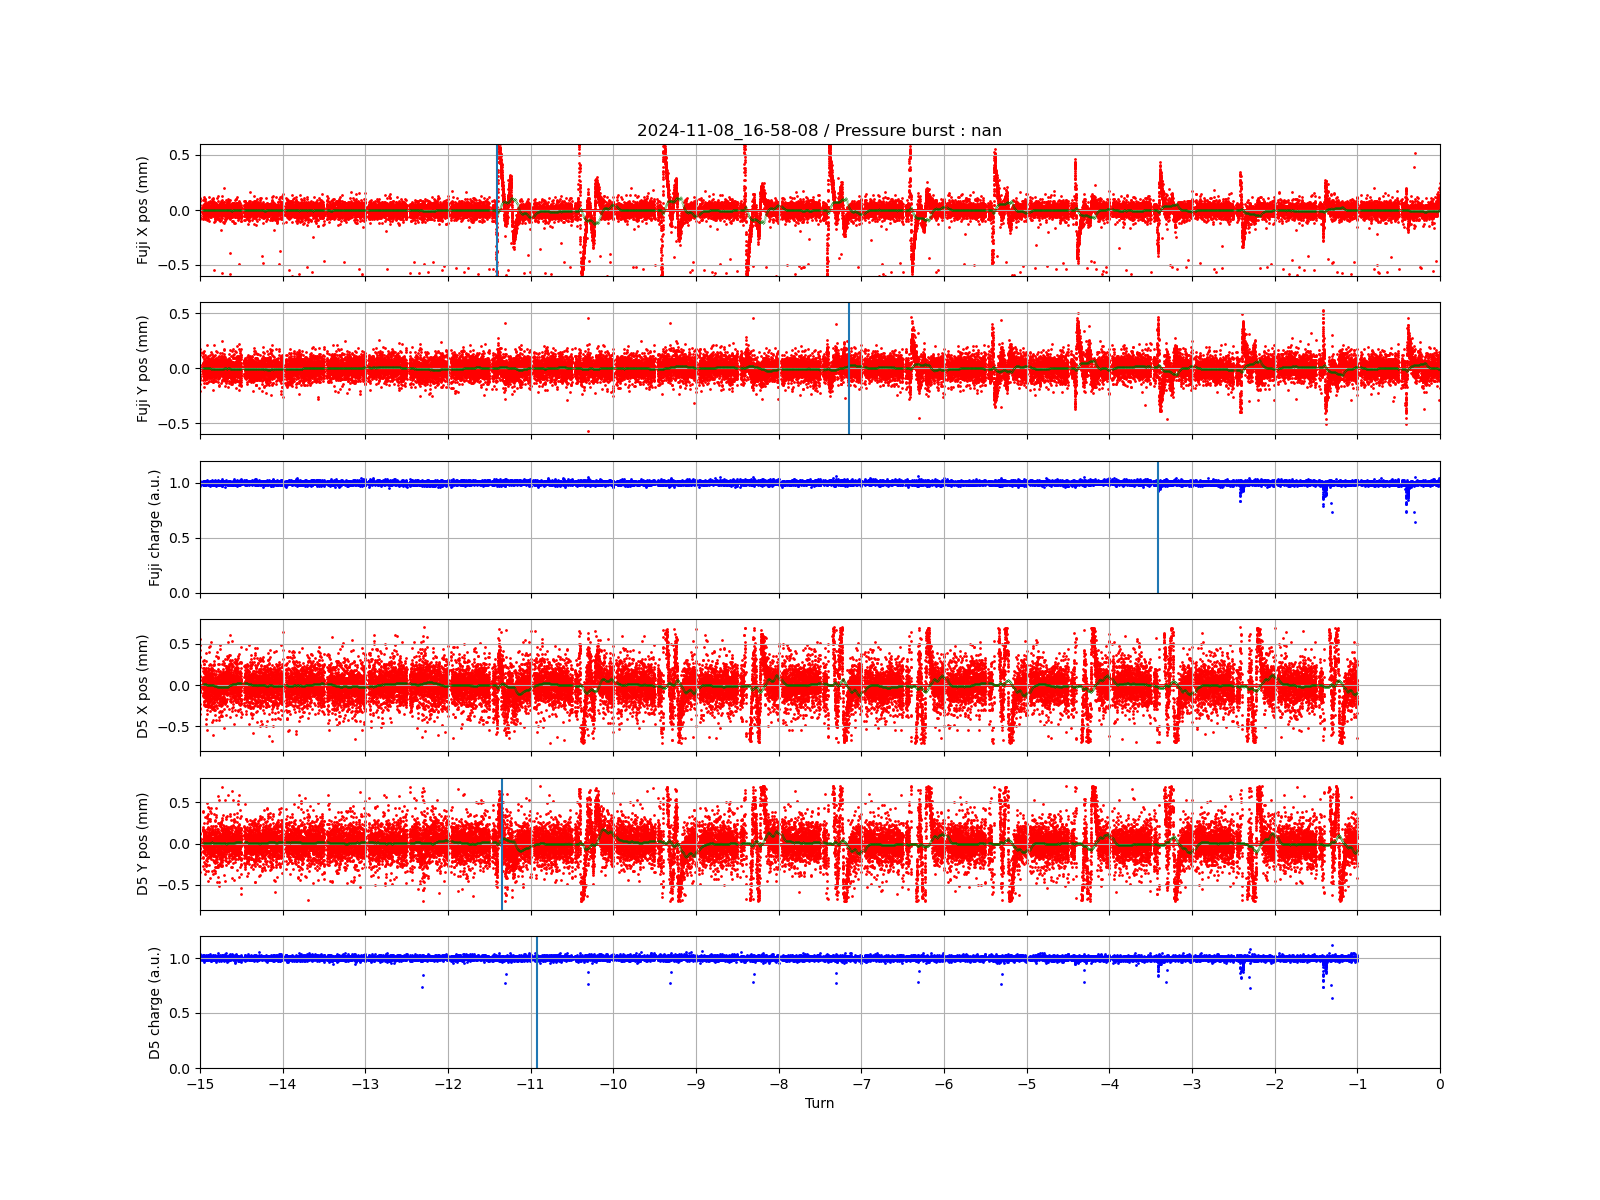 2024-11-08_16-58-08 / Pressure burst : nan
Fuji X pos (mm)
0.5
0.0
−0.5
Fuji Y pos (mm)
0.5
0.0
−0.5
Fuji charge (a.u.)
1.0
0.5
0.0
D5 X pos (mm)
0.5
0.0
−0.5
D5 Y pos (mm)
0.5
0.0
−0.5
D5 charge (a.u.)
1.0
0.5
0.0
−15 −14 −13 −12 −11 −10 −9 −8 −7 −6 −5 −4 −3 −2 −1 0
Turn